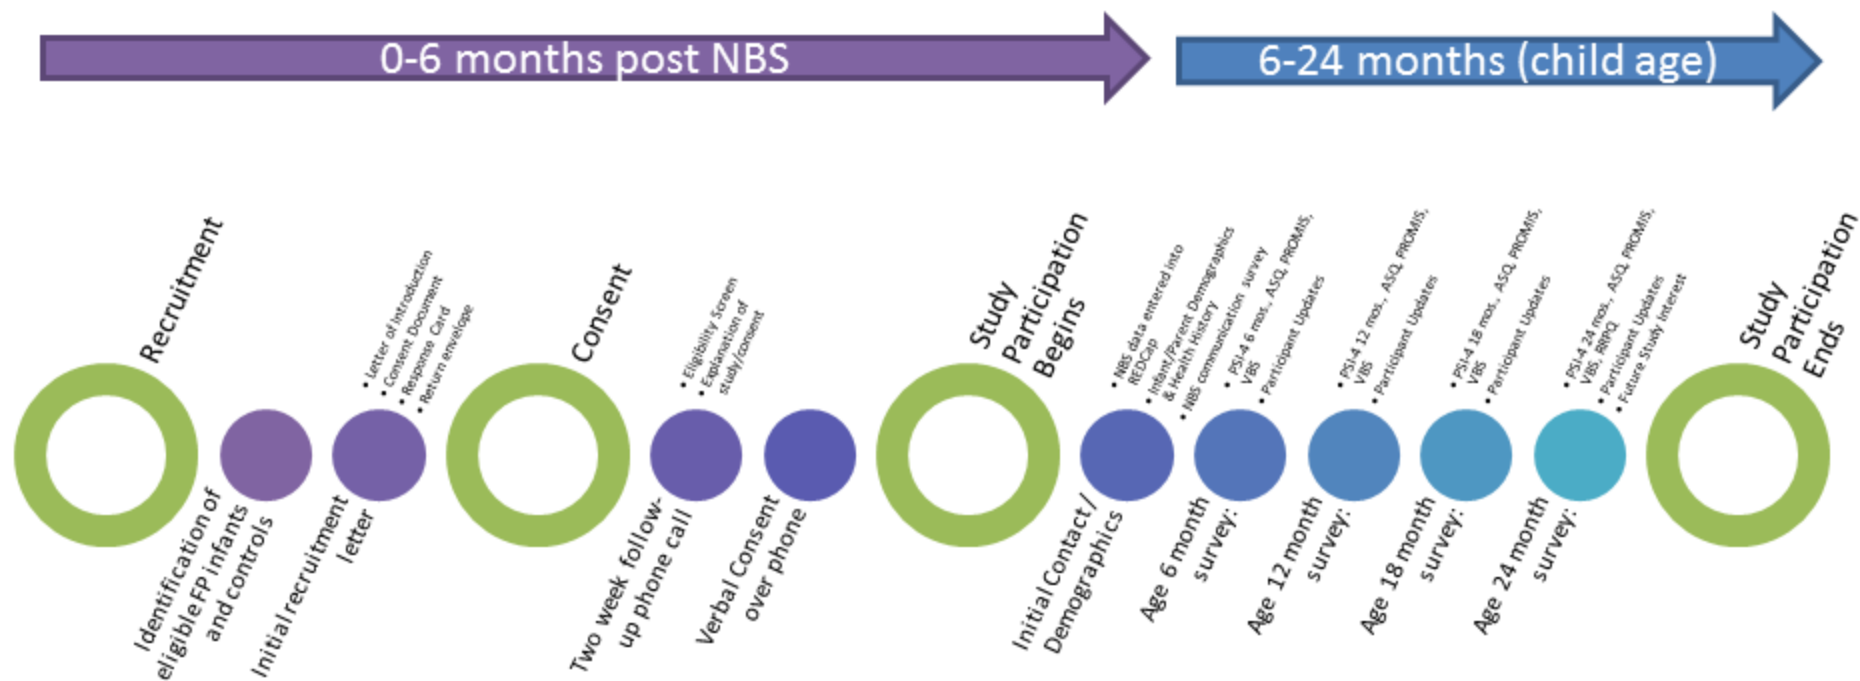 0-6 months post NBS
6-24 months (child age)
Recruitment
Identification of
eligible FP infants
and controls
• Letter of Introduction
• Consent Document
• Response Card
• Return envelope
Initial recruitment
letter
Consent
• Eligibility Screen
• Explanation of
study/consent
Two week follow-
up phone call
Verbal Consent
over phone
Study
Participation
Begins
• NBS data entered into
REDCap
• Infant/Parent Demographics
& Health History
• NBS communication survey
Initial Contact /
Demographics
• PSI-4 6 mos., ASQ, PROMIS,
VBS
• Participant Updates
Age 6 month
survey:
• PSI-4 12 mos., ASQ, PROMIS,
VBS
• Participant Updates
Age 12 month
survey:
• PSI-4 18 mos., ASQ, PROMIS,
VBS
• Participant Updates
Age 18 month
survey:
• PSI-4 24 mos., ASQ, PROMIS,
VBS, RRPQ
• Participant Updates
• Future Study Interest
Age 24 month
survey:
Study
Participation
Ends